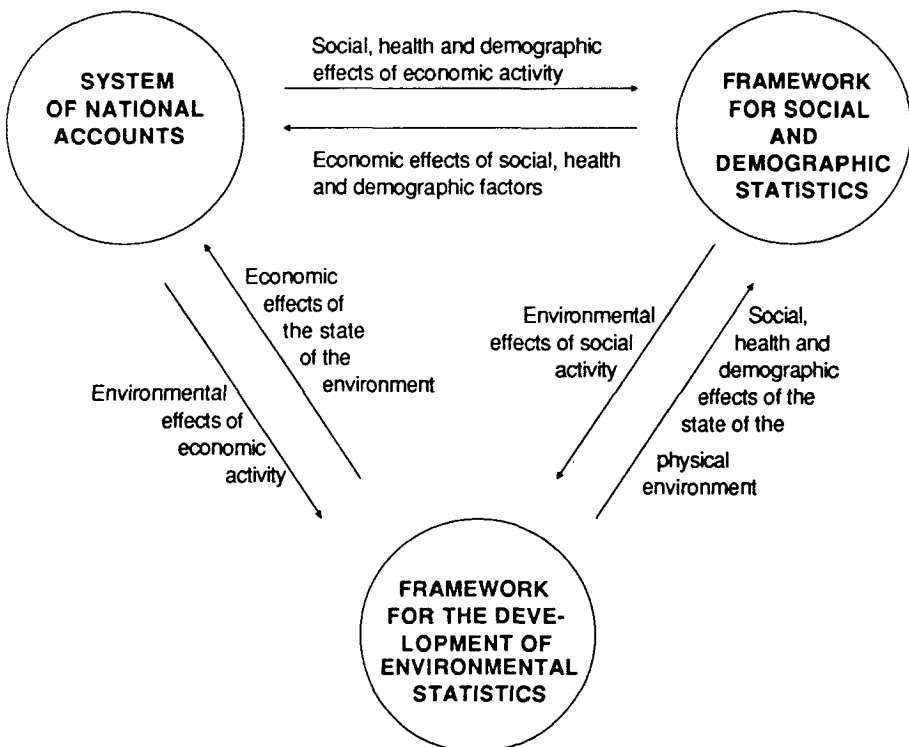 SYSTEM
OF NATIONAL
ACCOUNTS
Social, health and demographic
effects of economic activity
Economic effects of social, health
and demographic factors
FRAMEWORK
FOR SOCIAL
AND
DEMOGRAPHIC
STATISTICS
Economic
effects of
the state
of the
environment
Environmental
effects of
economic
activity
Environmental
effects of social
activity
Social,
health and
demographic
effects of the
state of the
physical
environment
FRAMEWORK
FOR THE DEVE-
LOPMENT OF
ENVIRONMENTAL
STATISTICS